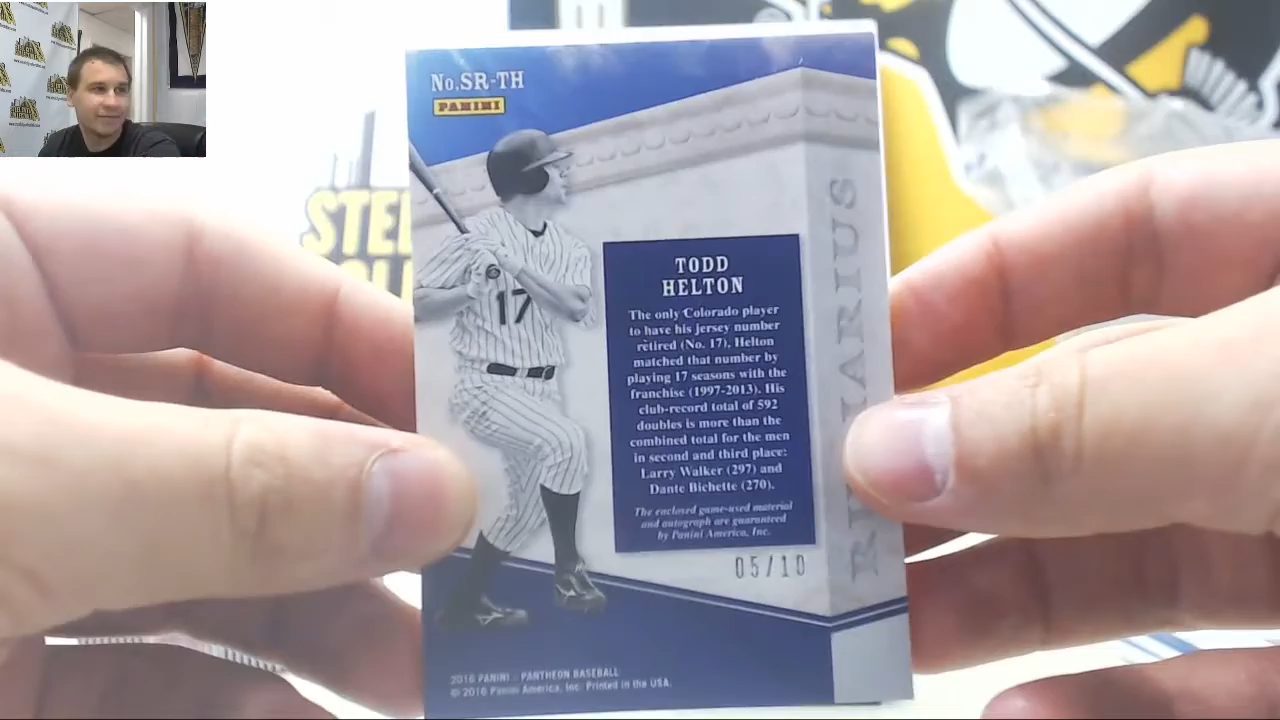 No.SR-TH
PANINI
17
TODD
HELTON
The only Colorado player
to have his jersey number
retired (No. 17), Helton
matched that number by
playing 17 seasons with the
franchise (1997-2013). His
club-record total of 592
doubles is more than the
combined total for the men
in second and third place:
Larry Walker (297) and
Dante Bichette (270).
The enclosed game-used material
and autograph are guaranteed
by Panini America, Inc.
05/10
2016 PANINI - PANTHEON BASEBALL
© 2016 Panini America, Inc. Printed in the USA.